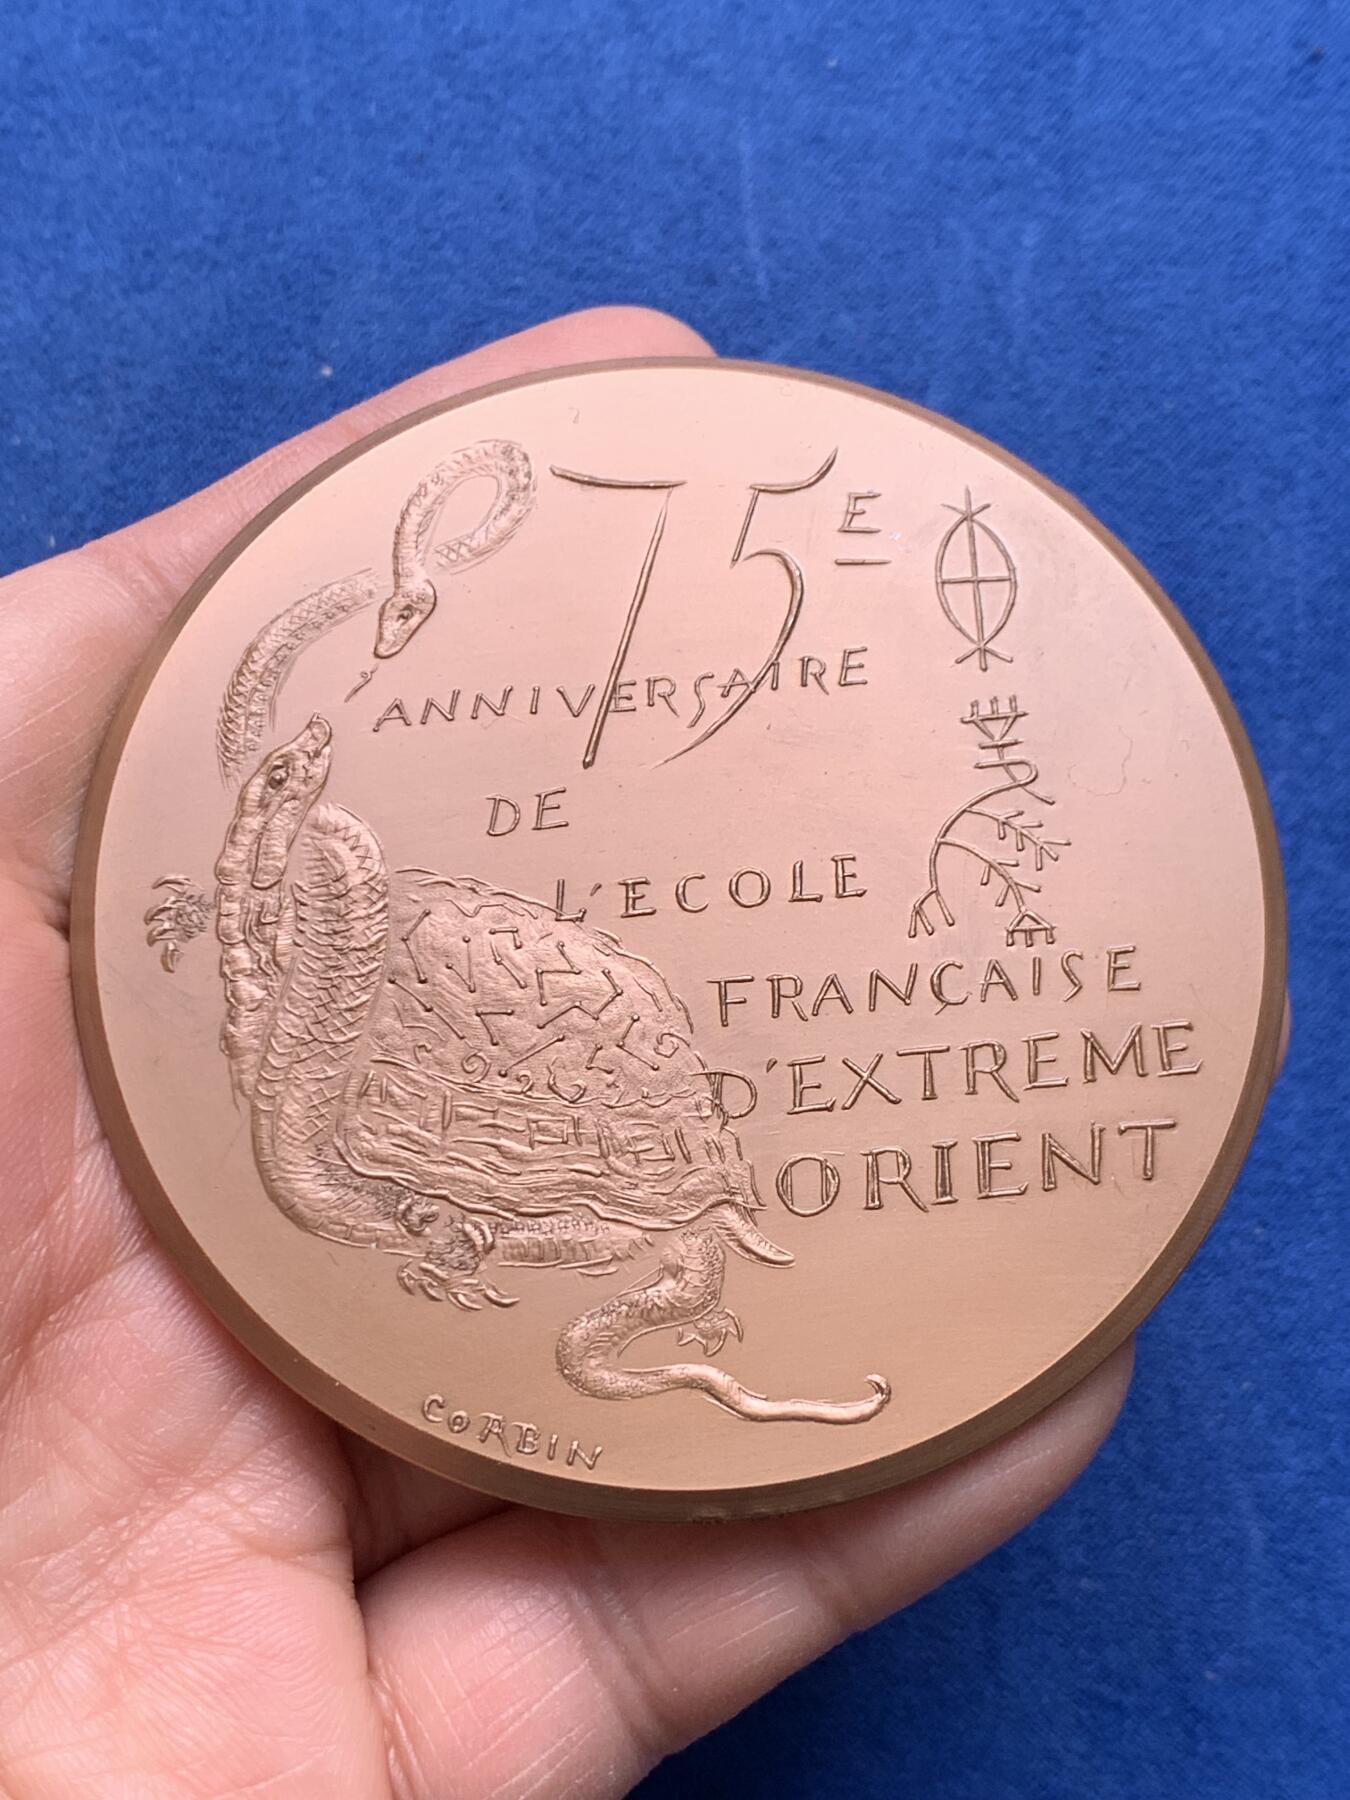 75E
ANNIVERSAIRE
DE
L'ECOLE
FRANÇAISE
D'EXTREME
ORIENT
CORBIN